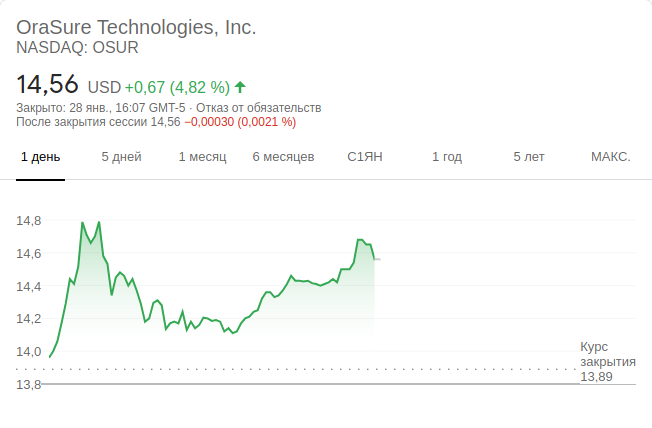 OraSure Technologies, Inc.
NASDAQ: OSUR
14,56 USD +0,67 (4,82 %)
Закрыто: 28 янв., 16:07 GMT-5 · Отказ от обязательств
После закрытия сессии 14,56 −0,00030 (0,0021 %)
1 день 5 дней 1 месяц 6 месяцев С1ЯН 1 год 5 лет МАКС.
14,8
14,6
14,4
14,2
14,0
Курс
закрытия
13,89
13,8